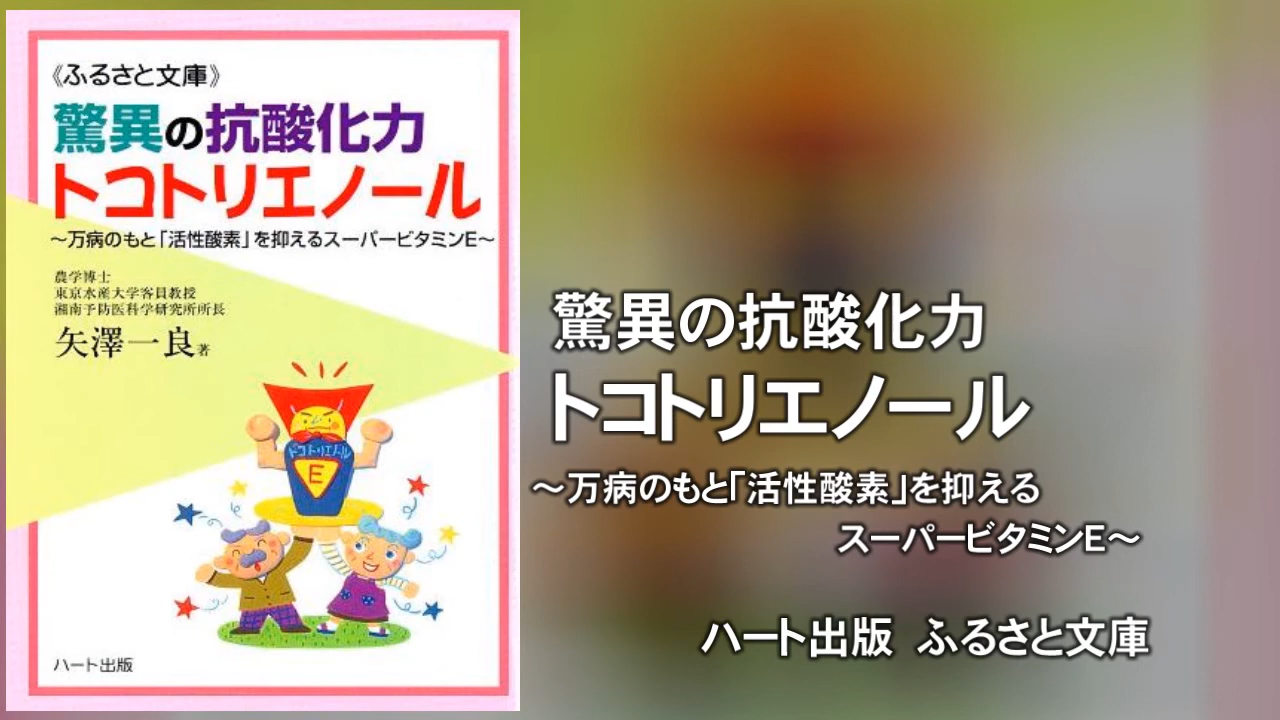 《ふるさと文庫》
驚異の抗酸化力
トコトリエノール
～万病のもと「活性酸素」を抑えるスーパービタミンE～
農学博士
東京水産大学客員教授
湘南予防医科学研究所所長
矢澤一良著
トコトリエノール
E
ハート出版
驚異の抗酸化力
トコトリエノール
～万病のもと「活性酸素」を抑える
スーパービタミンE～
ハート出版 ふるさと文庫